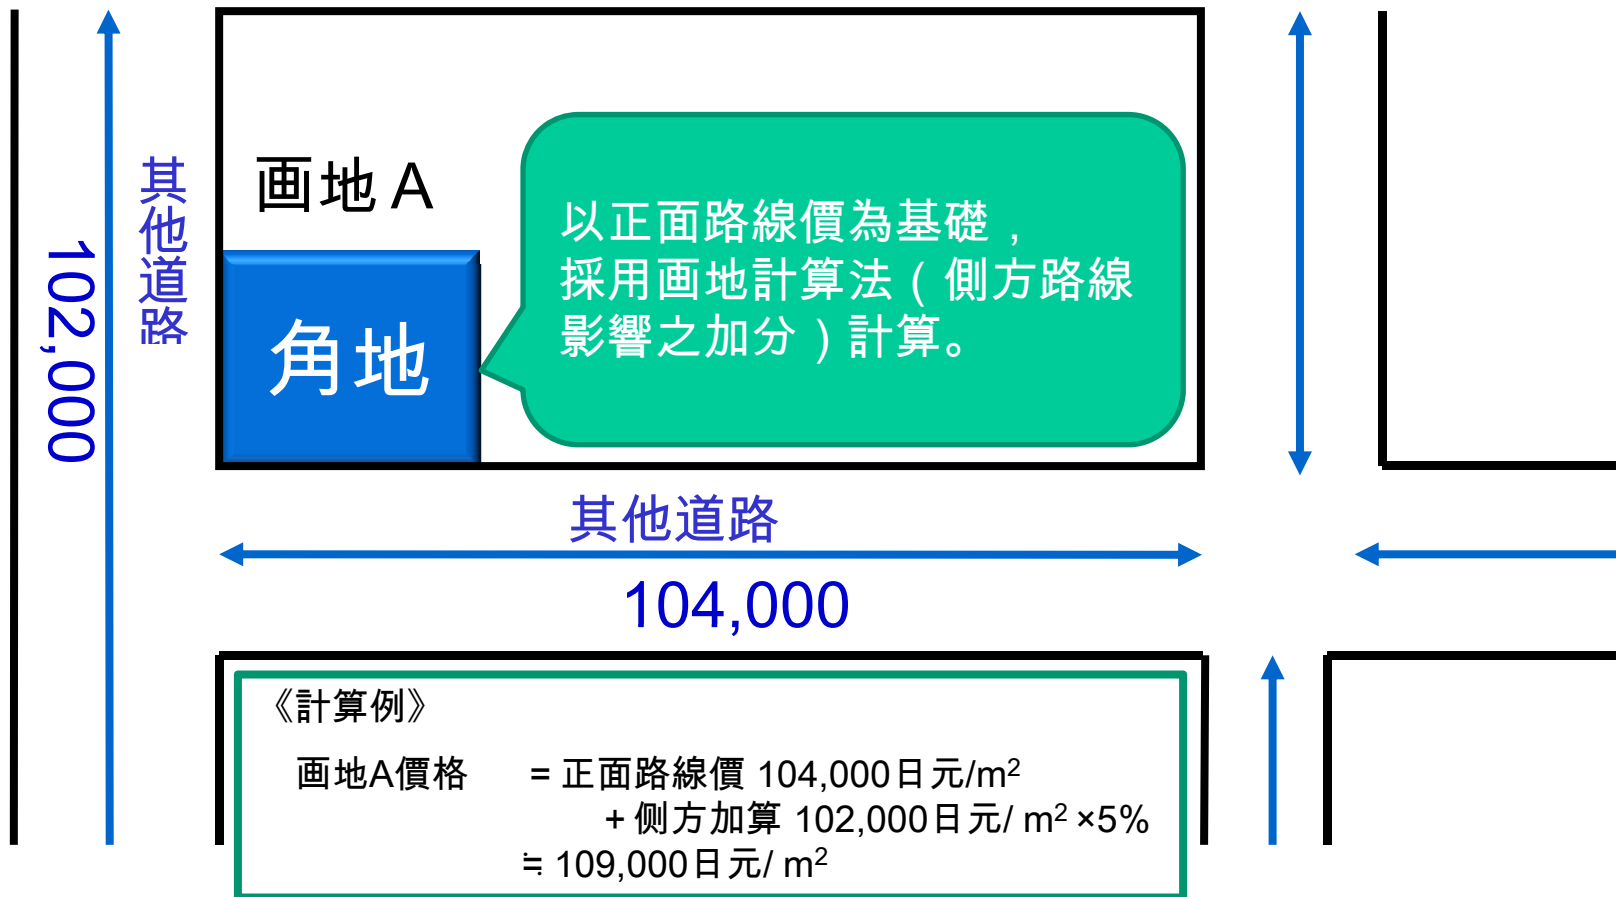 其他道路
102,000
画地A
角地
以正面路線價為基礎，
採用画地計算法（側方路線
影響之加分）計算。
其他道路
104,000
《計算例》
画地A價格 = 正面路線價 104,000日元/m²
+ 側方加算 102,000日元/ m² ×5%
≒ 109,000日元/ m²